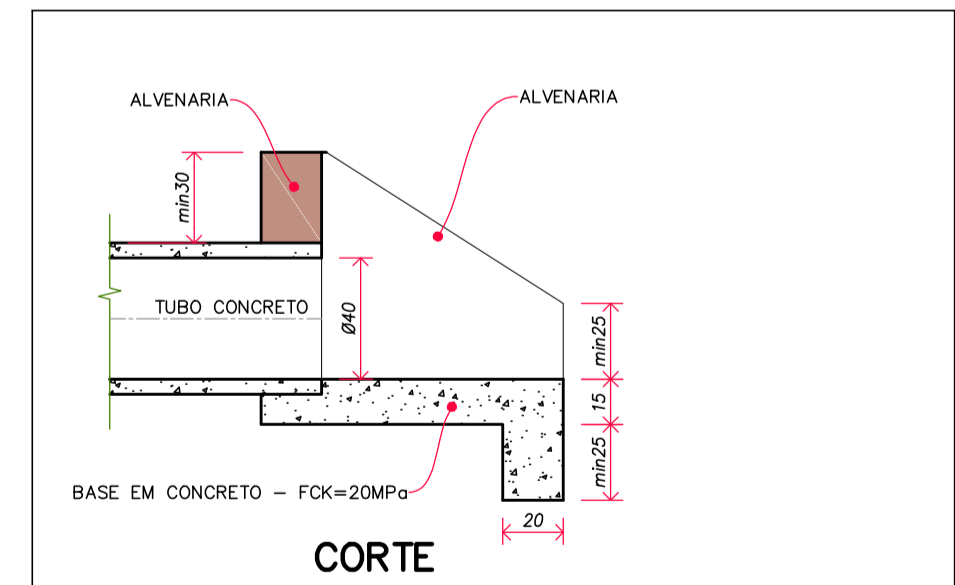 ALVENARIA
ALVENARIA
min30
TUBO CONCRETO
Ø40
min25
15
min25
BASE EM CONCRETO – FCK=20MPa
20
CORTE